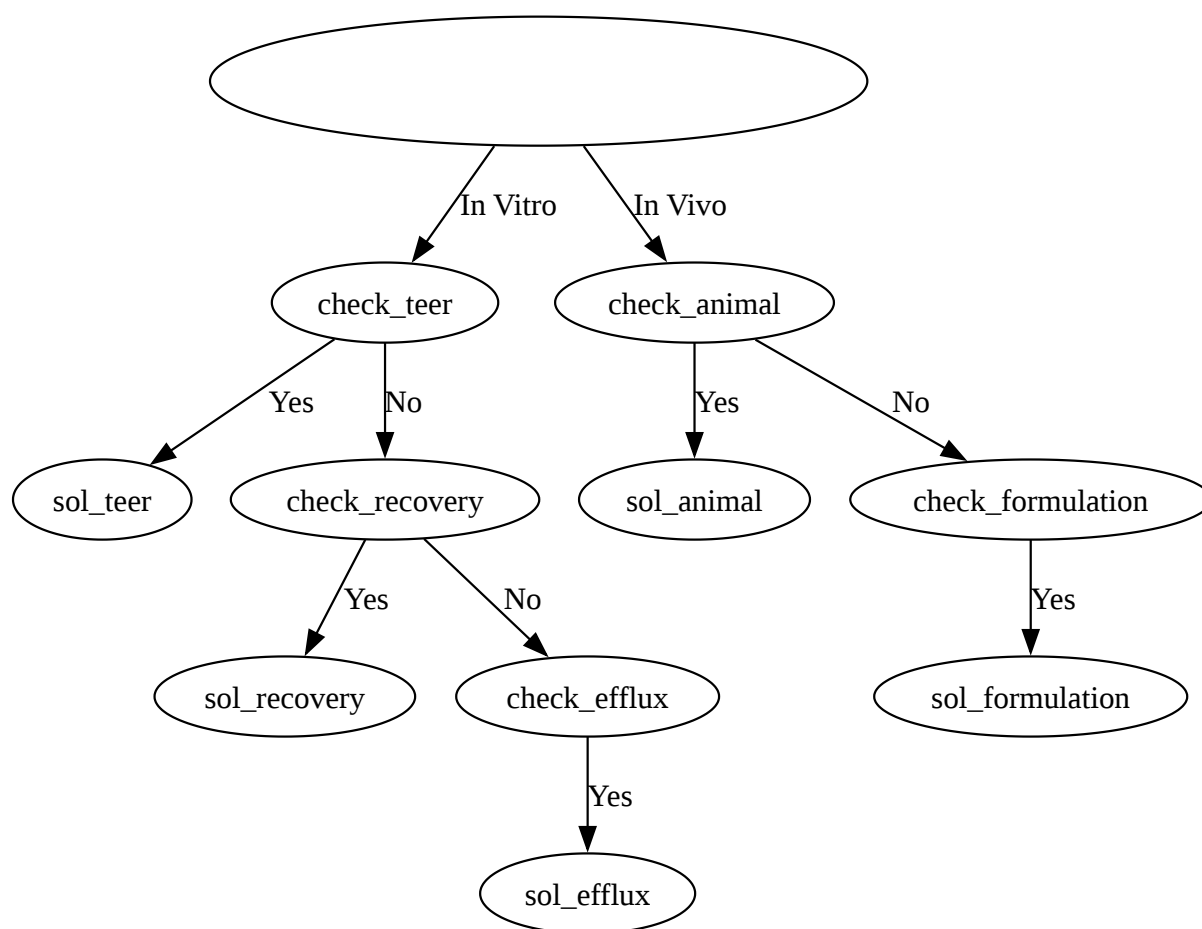 In Vitro
In Vivo
check_teer
check_animal
Yes
No
Yes
No
sol_teer
check_recovery
sol_animal
check_formulation
Yes
No
Yes
sol_recovery
check_efflux
sol_formulation
Yes
sol_efflux